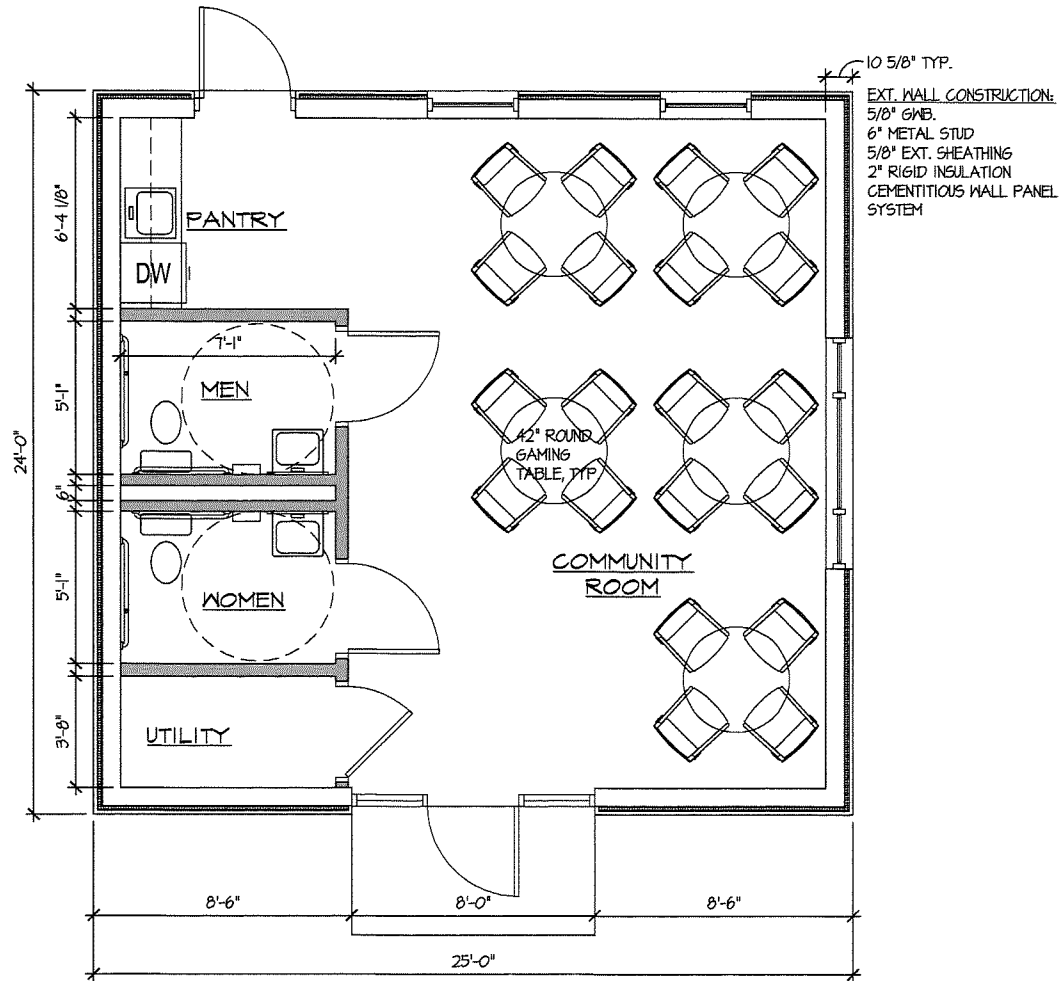 10 5/8" TYP.
EXT. WALL CONSTRUCTION:
5/8" GWB.
6" METAL STUD
5/8" EXT. SHEATHING
2" RIGID INSULATION
CEMENTITIOUS WALL PANEL
SYSTEM
6'-4 1/8"
PANTRY
DW
7'-1"
MEN
5'-1"
24'-0"
42" ROUND
GAMING
TABLE, TYP.
6"
COMMUNITY
ROOM
5'-1"
WOMEN
3'-8"
UTILITY
8'-6"
8'-0"
8'-6"
25'-0"